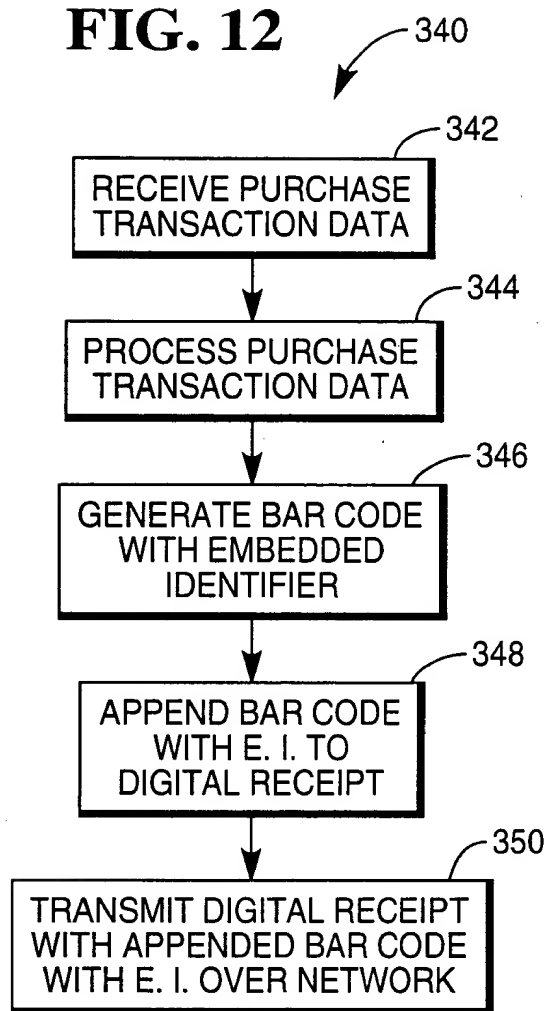 FIG. 12
340
342
RECEIVE PURCHASE
TRANSACTION DATA
344
PROCESS PURCHASE
TRANSACTION DATA
346
GENERATE BAR CODE
WITH EMBEDDED
IDENTIFIER
348
APPEND BAR CODE
WITH E. I. TO
DIGITAL RECEIPT
350
TRANSMIT DIGITAL RECEIPT
WITH APPENDED BAR CODE
WITH E. I. OVER NETWORK